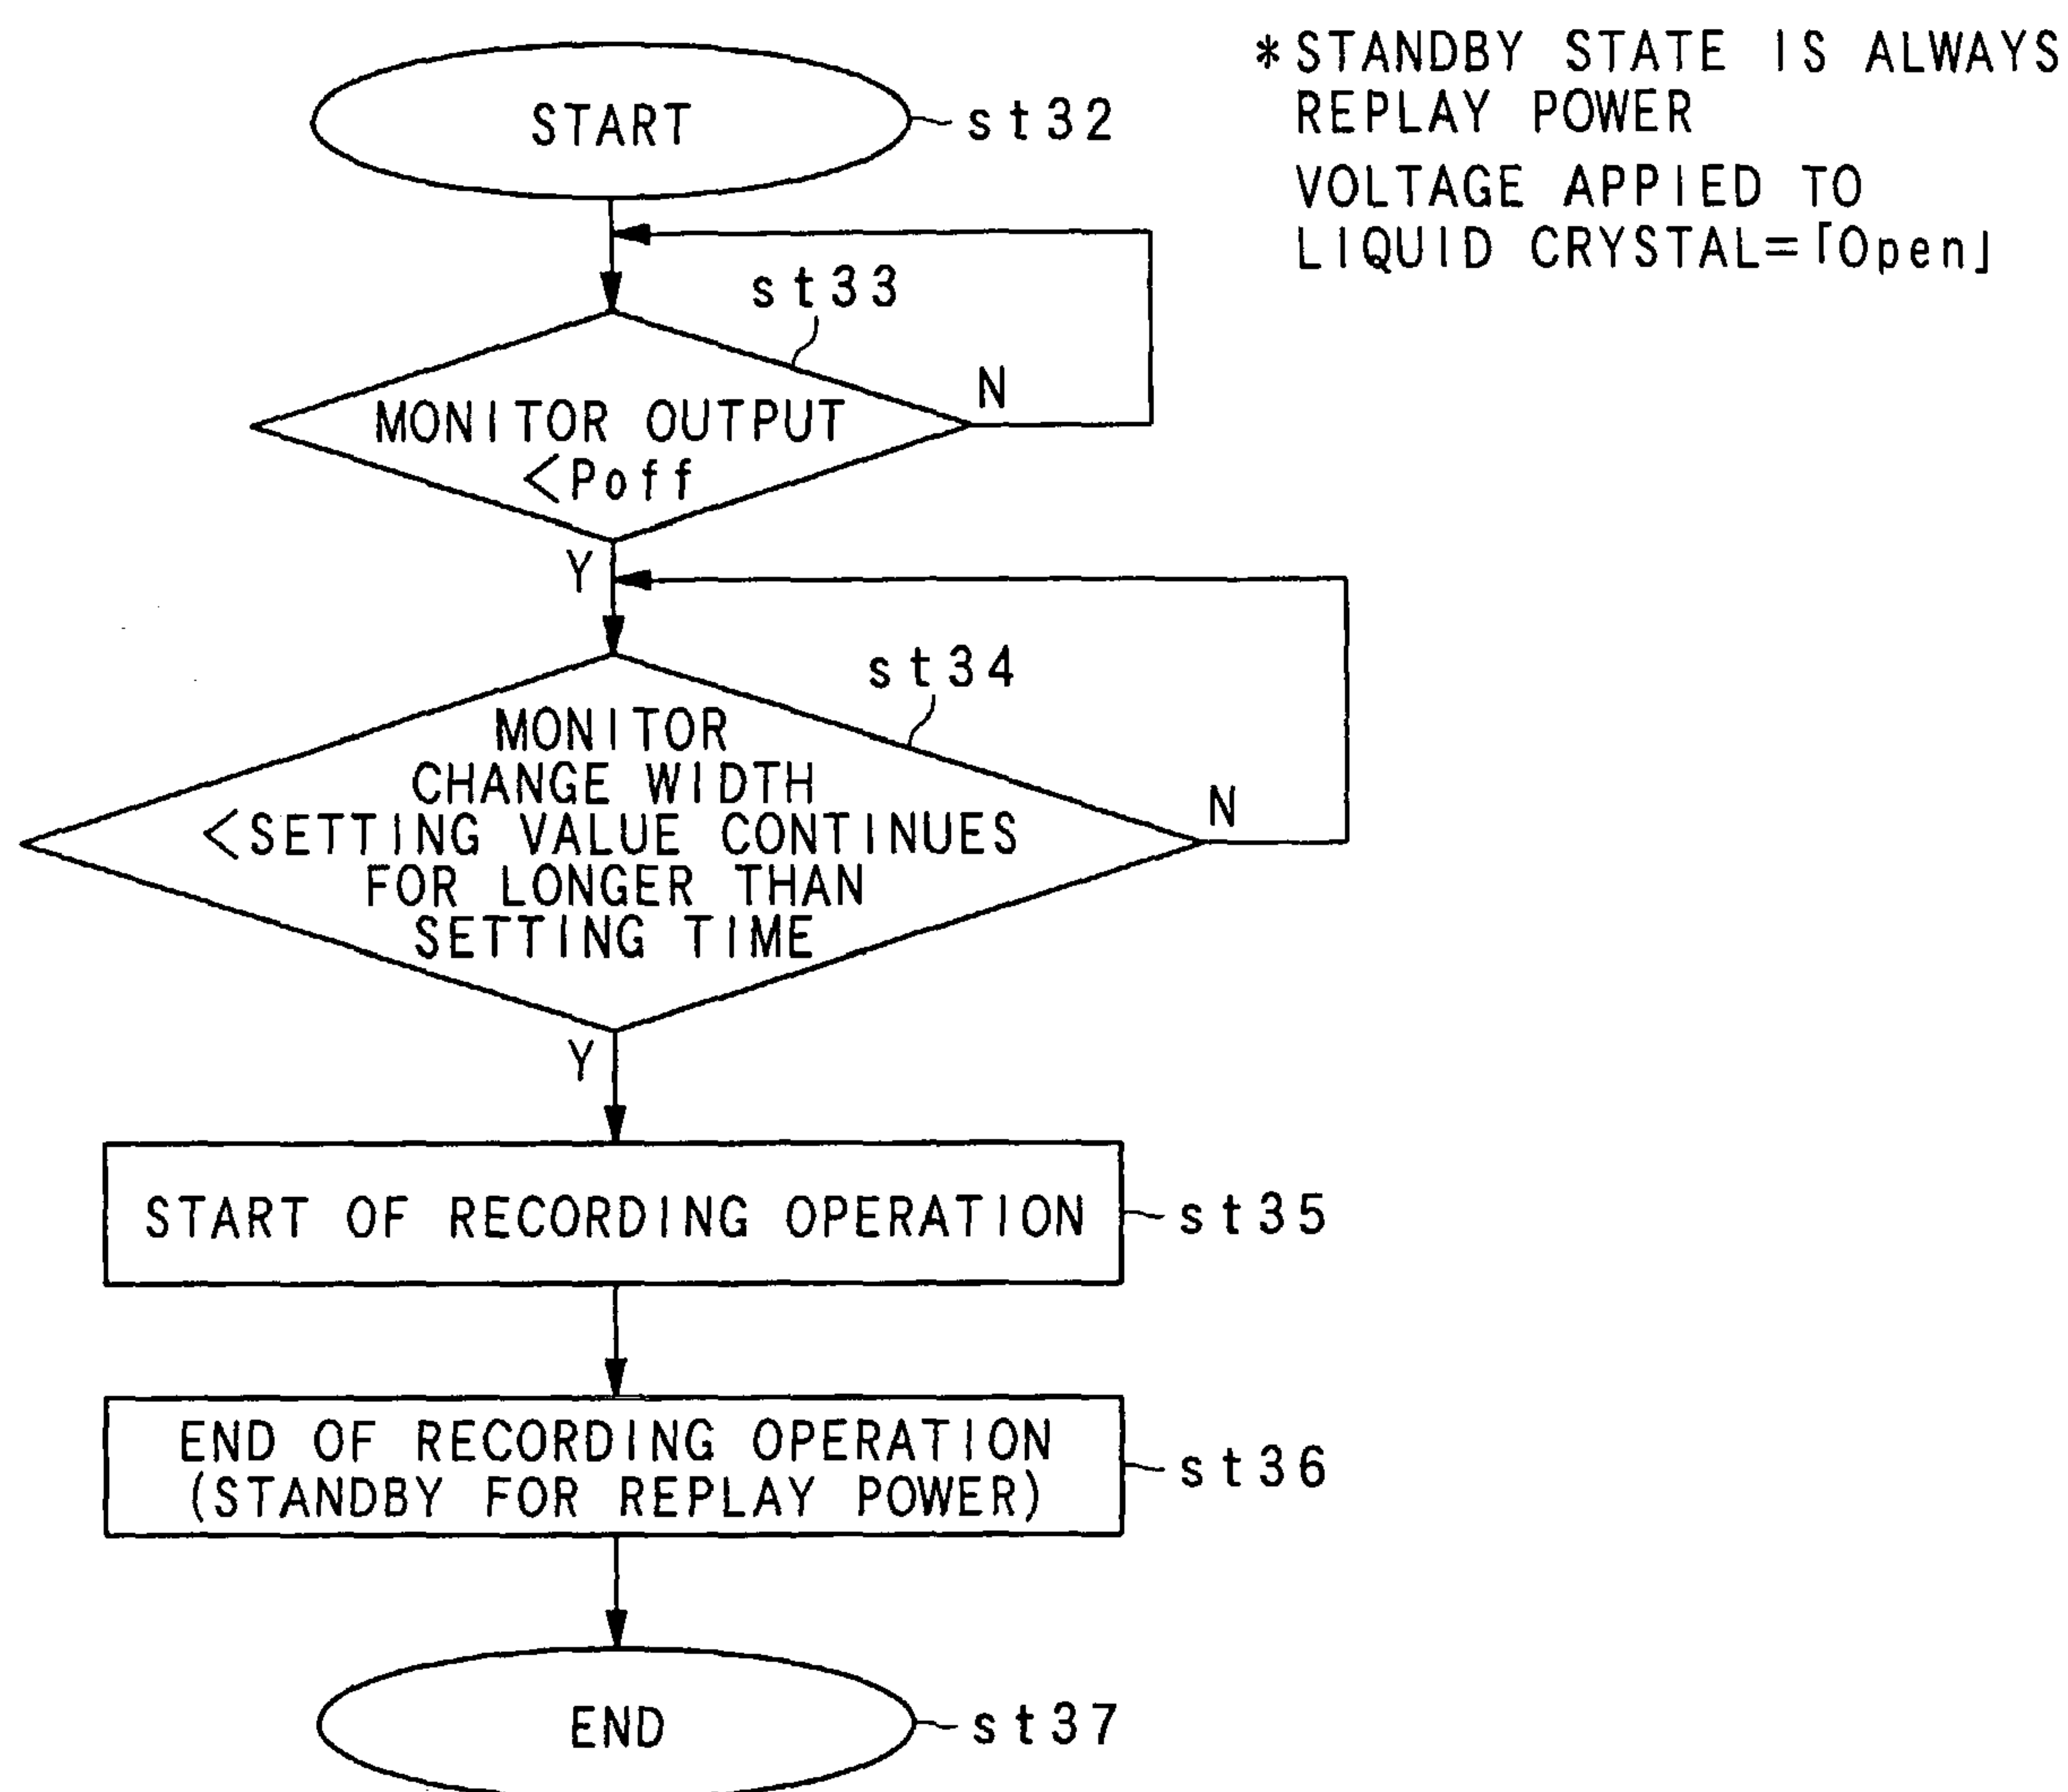 START
st32
*STANDBY STATE IS ALWAYS
REPLAY POWER
VOLTAGE APPIED TO
LIQUID CRYSTAL=「Open」
st33
N
MONITOR OUTPUT
<Poff
Y
st34
MONITOR
CHANGE WIDTH
<SETTING VALUE CONTINUES
FOR LONGER THAN
SETTING TIME
N
Y
START OF RECORDING OPERATION
st35
END OF RECORDING OPERATION
(STANDBY FOR REPLAY POWER)
st36
END
st37